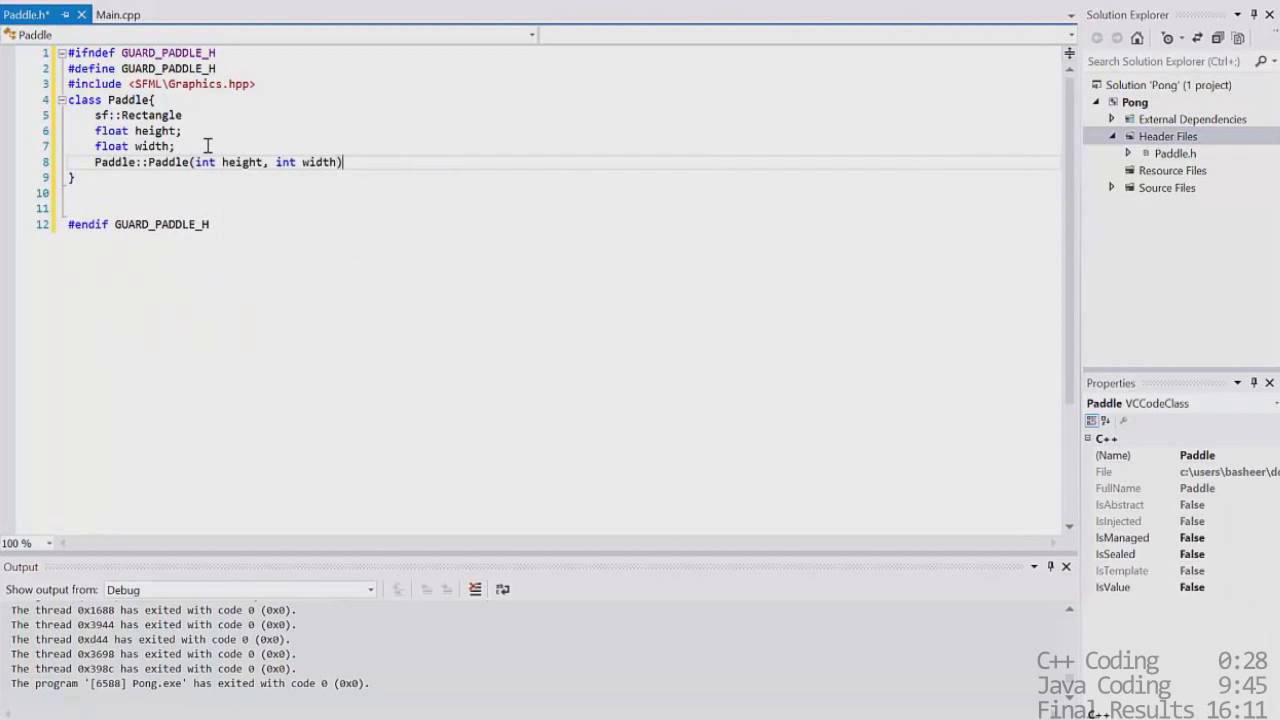 Paddle.h* Main.cpp
Paddle
1 #ifndef GUARD_PADDLE_H
2 #define GUARD_PADDLE_H
3 #include <SFML\Graphics.hpp>
4 class Paddle{
5 sf::Rectangle
6 float height;
7 float width;
8 Paddle::Paddle(int height, int width)
9 }
10
11
12 #endif GUARD_PADDLE_H
100 %
Output
Show output from: Debug
The thread 0x1688 has exited with code 0 (0x0).
The thread 0x3944 has exited with code 0 (0x0).
The thread 0xd44 has exited with code 0 (0x0).
The thread 0x3698 has exited with code 0 (0x0).
The thread 0x398c has exited with code 0 (0x0).
The program '[6588] Pong.exe' has exited with code 0 (0x0).
Solution Explorer
Search Solution Explorer (Ctrl+;)
Solution 'Pong' (1 project)
Pong
External Dependencies
Header Files
Paddle.h
Resource Files
Source Files
Properties
Paddle VCCodeClass
C++
(Name) Paddle
File c:\users\basheer\do
FullName Paddle
IsAbstract False
IsInjected False
IsManaged False
IsSealed False
IsTemplate False
IsValue False
C++ Coding 0:28
Java Coding 9:45
Final Results 16:11
C++